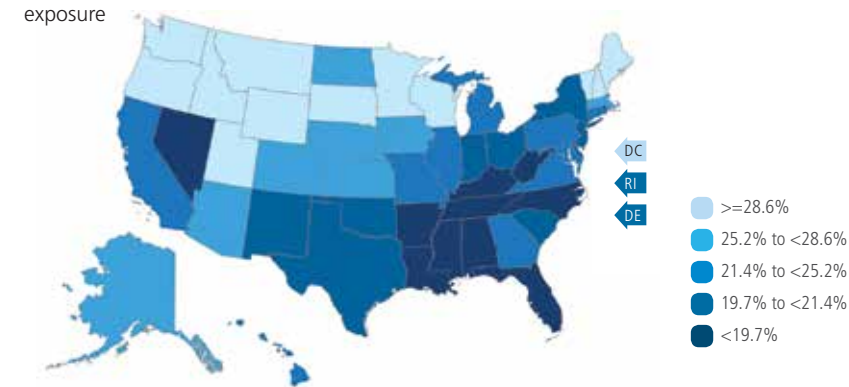 exposure
DC
RI
DE
>=28.6%
25.2% to <28.6%
21.4% to <25.2%
19.7% to <21.4%
<19.7%